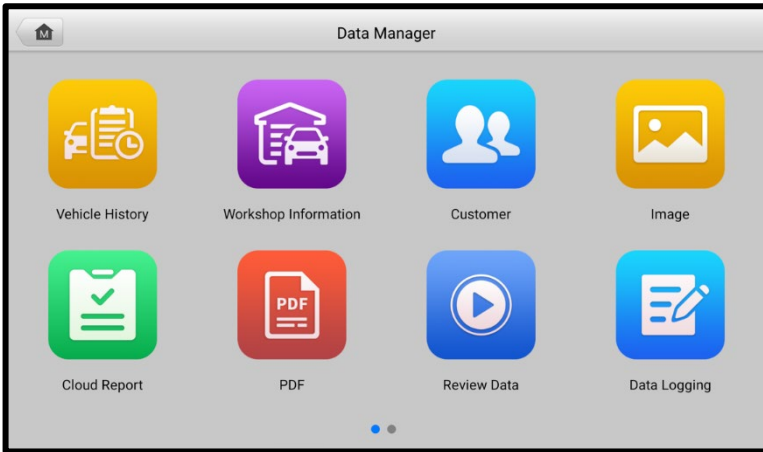 M
Data Manager
Vehicle History
Workshop Information
Customer
Image
PDF
Cloud Report
PDF
Review Data
Data Logging